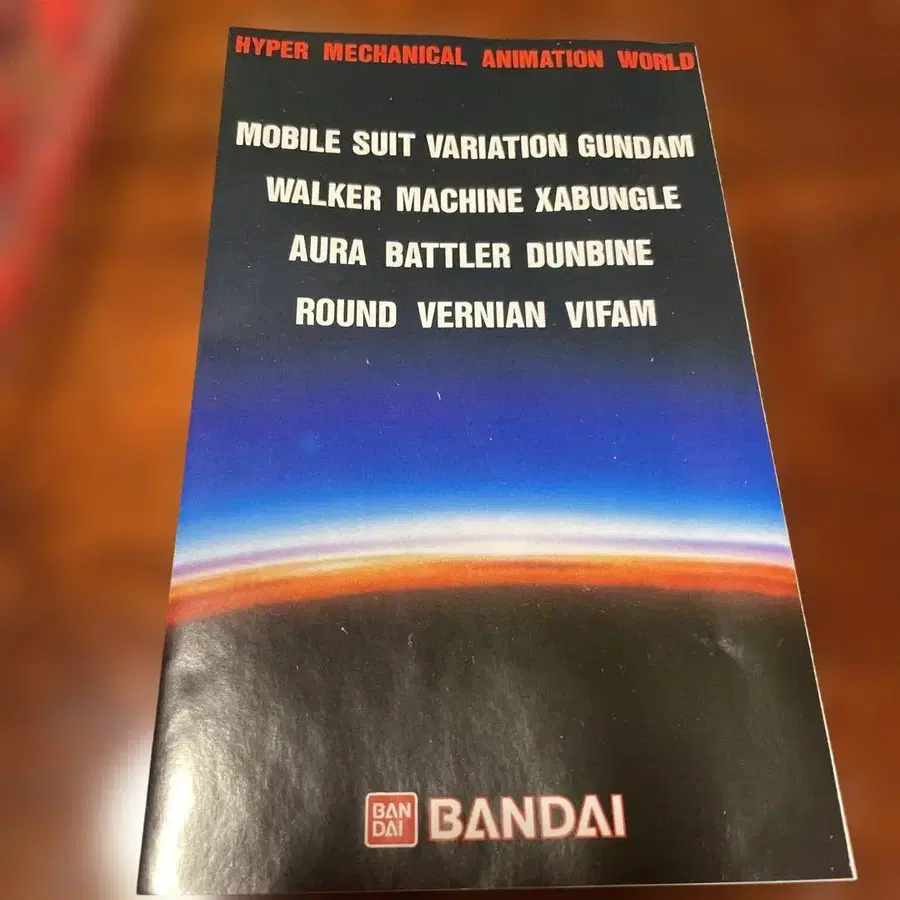 HYPER MECHANICAL ANIMATION WORLD
MOBILE SUIT VARIATION GUNDAM
WALKER MACHINE XABUNGLE
AURA BATTLER DUNBINE
ROUND VERNIAN VIFAM
BAN
DAI
BANDAI